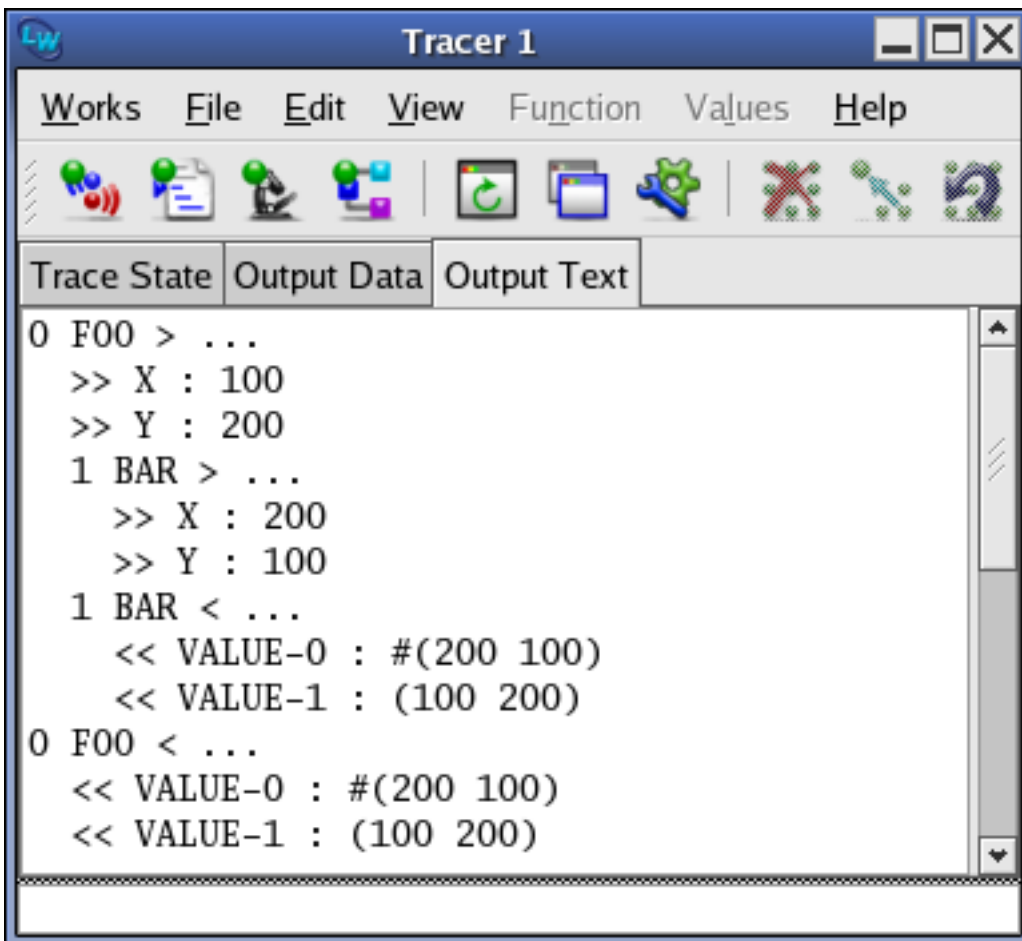 LW Tracer 1
Works File Edit View Function Values Help
Trace State Output Data Output Text
0 FOO > ...
>> X : 100
>> Y : 200
1 BAR > ...
>> X : 200
>> Y : 100
1 BAR < ...
<< VALUE-0 : #(200 100)
<< VALUE-1 : (100 200)
0 FOO < ...
<< VALUE-0 : #(200 100)
<< VALUE-1 : (100 200)